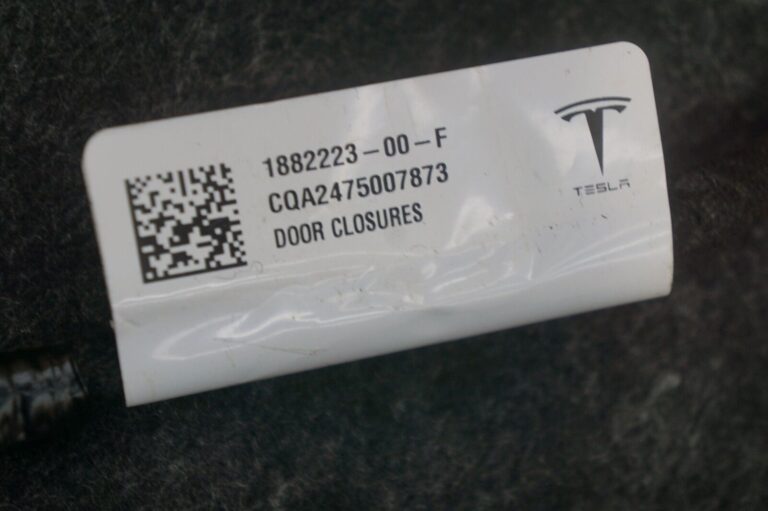 1882223-00-F
CQA2475007873
DOOR CLOSURES
TESLA